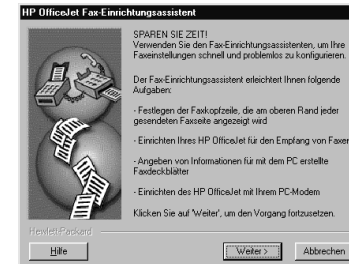 HP OfficeJet Fax-Einrichtungsassistent
SPAREN SIE ZEIT!
Verwenden Sie den Fax-Einrichtungsassistenten, um Ihre
Faxeinstellungen schnell und problemlos zu konfigurieren.
Der Fax-Einrichtungsassistent erleichtert Ihnen folgende
Aufgaben:
- Festlegen der Faxkopfzeile, die am oberen Rand jeder
gesendeten Faxseite angezeigt wird
- Einrichten Ihres HP OfficeJet für den Empfang von Faxen
- Angeben von Informationen für mit dem PC erstellte
Faxdeckblätter
- Einrichten des HP OfficeJet mit Ihrem PC-Modem
Klicken Sie auf 'Weiter', um den Vorgang fortzusetzen.
Hewlett-Packard
Hilfe
Weiter >
Abbrechen